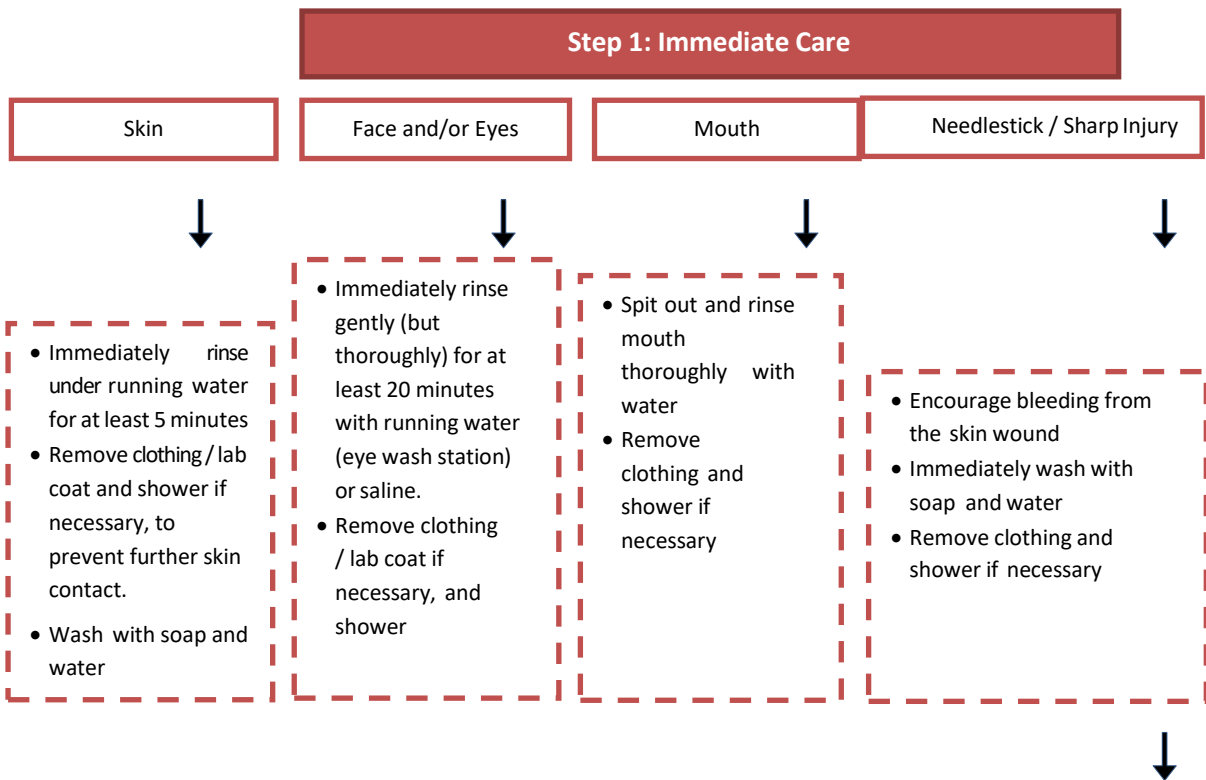 Step 1: Immediate Care
Skin
Face and/or Eyes
Mouth
Needlestick / Sharp Injury
• Immediately rinse
under running water
for at least 5 minutes
• Remove clothing / lab
coat and shower if
necessary, to
prevent further skin
contact.
• Wash with soap and
water
• Immediately rinse
gently (but
thoroughly) for at
least 20 minutes
with running water
(eye wash station)
or saline.
• Remove clothing
/ lab coat if
necessary, and
shower
• Spit out and rinse
mouth
thoroughly with
water
• Remove
clothing and
shower if
necessary
• Encourage bleeding from
the skin wound
• Immediately wash with
soap and water
• Remove clothing and
shower if necessary